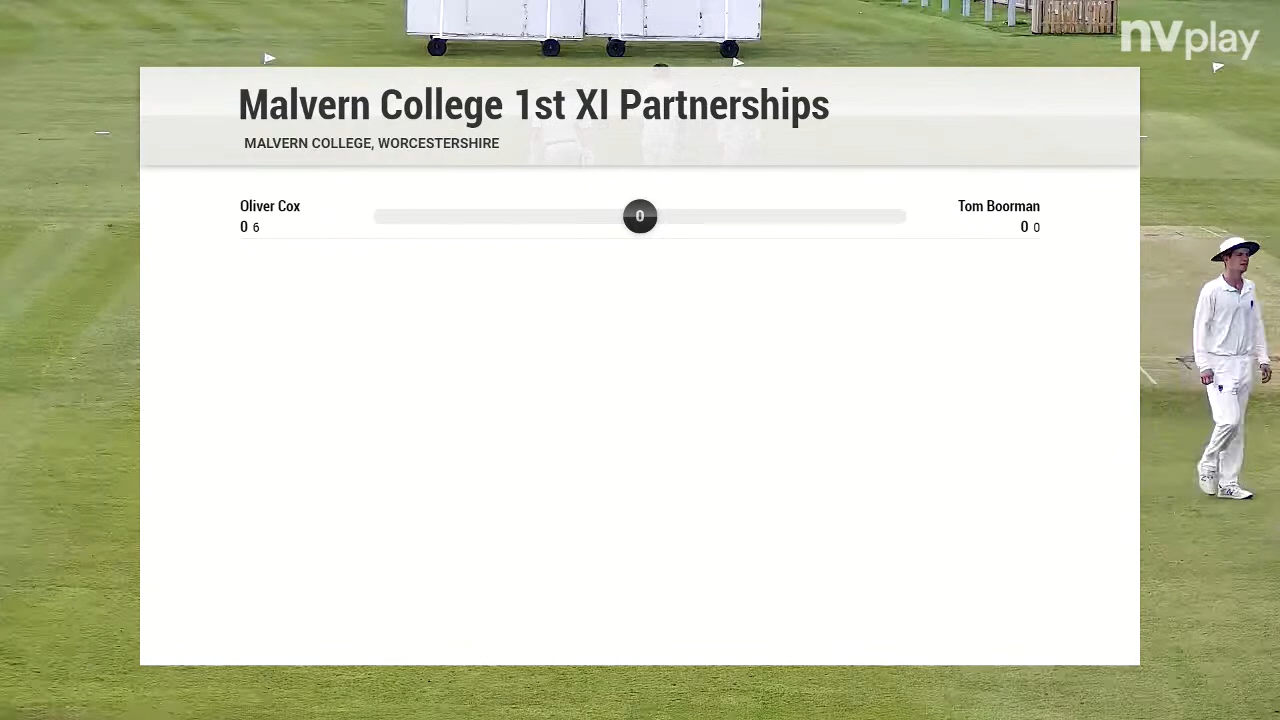 nvplay
Malvern College 1st XI Partnerships
MALVERN COLLEGE, WORCESTERSHIRE
Oliver Cox
0 6
0
Tom Boorman
0 0